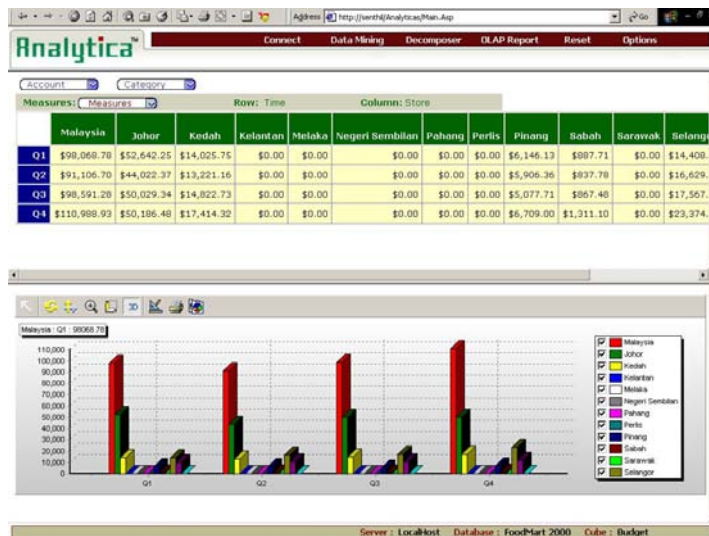 Address http://senthil/Analyticas/Main.Asp Go
Analytica™ Connect Data Mining Decomposer OLAP Report Reset Options
Account Category
Measures: Measures Row: Time Column: Store
Malaysia Johor Kedah Kelantan Melaka Negeri Sembilan Pahang Perlis Pinang Sabah Sarawak Selangor
Q1 $98,068.78 $52,642.25 $14,025.75 $0.00 $0.00 $0.00 $0.00 $0.00 $6,146.13 $887.71 $0.00 $14,408.
Q2 $91,106.70 $44,022.37 $13,221.16 $0.00 $0.00 $0.00 $0.00 $0.00 $5,906.36 $837.78 $0.00 $16,629.
Q3 $98,591.28 $50,029.34 $14,822.73 $0.00 $0.00 $0.00 $0.00 $0.00 $5,077.71 $867.48 $0.00 $17,567.
Q4 $110,988.93 $50,186.48 $17,414.32 $0.00 $0.00 $0.00 $0.00 $0.00 $6,709.00 $1,311.10 $0.00 $23,374.
3D
Malaysia : Q1 : 98068.78
110,000
100,000
90,000
80,000
70,000
60,000
50,000
40,000
30,000
20,000
10,000
0
Q1 Q2 Q3 Q4
Malaysia
Johor
Kedah
Kelantan
Melaka
Negeri Sembilan
Pahang
Perlis
Pinang
Sabah
Sarawak
Selangor
Server : LocalHost Database : FoodMart 2000 Cube : Budget